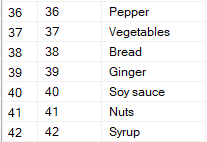 36 36 Pepper
37 37 Vegetables
38 38 Bread
39 39 Ginger
40 40 Soy sauce
41 41 Nuts
42 42 Syrup